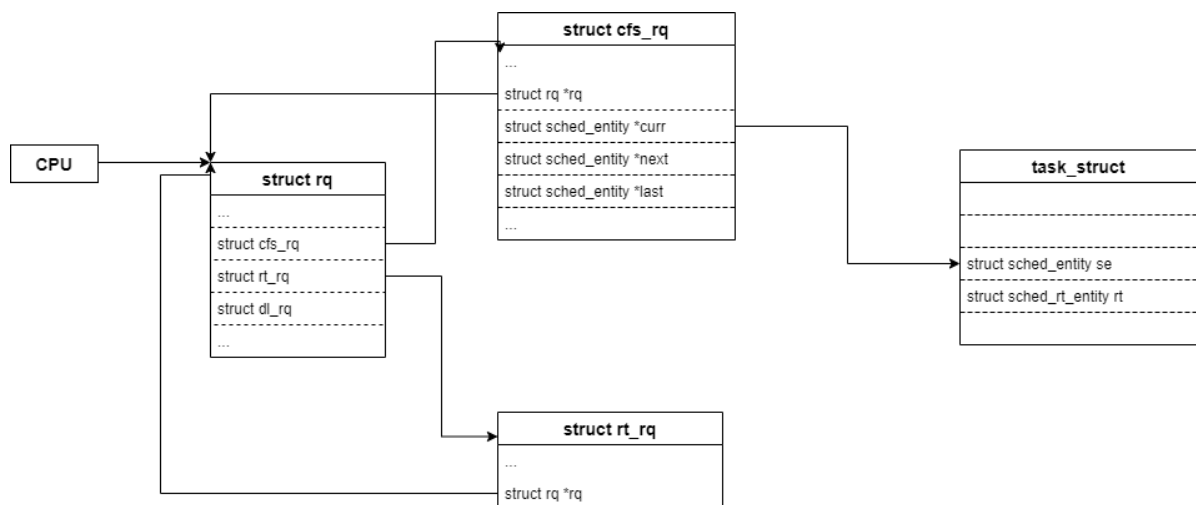 struct cfs_rq
...
struct rq *rq
struct sched_entity *curr
struct sched_entity *next
struct sched_entity *last
...
CPU
struct rq
...
struct cfs_rq
struct rt_rq
struct dl_rq
...
task_struct
struct sched_entity se
struct sched_rt_entity rt
struct rt_rq
...
struct rq *rq